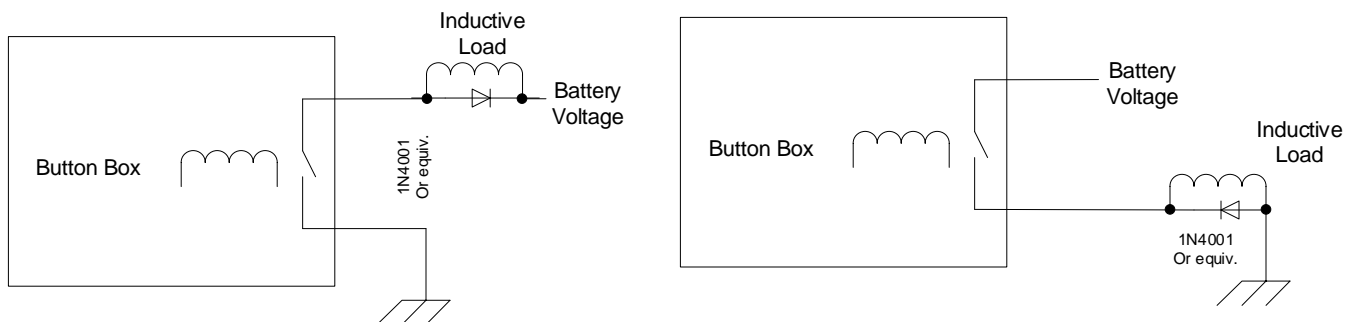 Inductive
Load
Battery
Voltage
Button Box
1N4001
Or equiv.
Battery
Voltage
Button Box
Inductive
Load
1N4001
Or equiv.